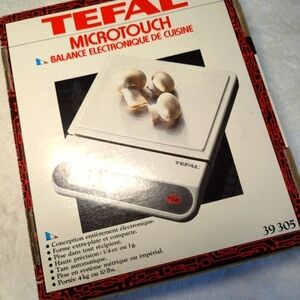 TEFAL
MICROTOUCH
BALANCE ELECTRONIQUE DE CUISINE
TEFAL
• Conception entièrement électronique.
• Forme extra-plate et compacte.
• Pèse dans tout récipient.
• Haute précision : 1/4 oz ou 1g.
• Tare automatique.
• Pèse en système métrique ou impérial.
• Portée 4 kg ou 10 lbs.
39 305